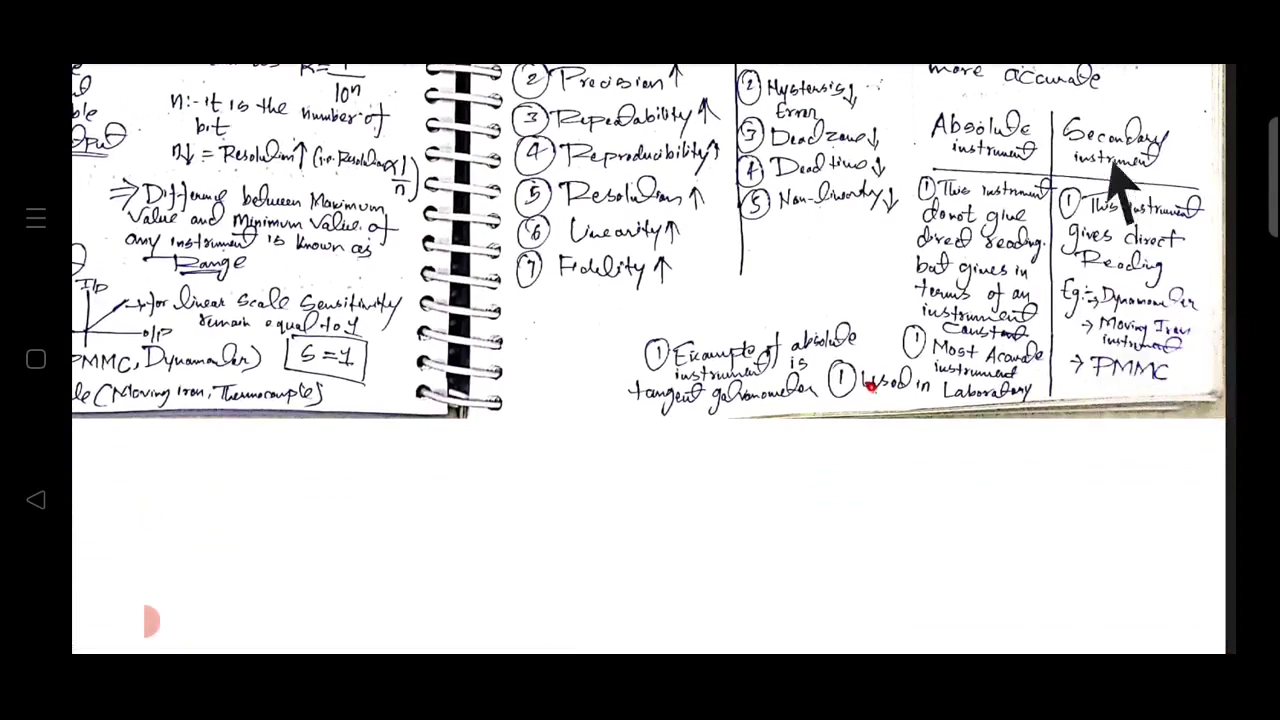 ble
10ⁿ
n:- it is the number of
bit
n↓ = Resolution↑ (i.e. Resolution ∝ 1/n)
⇒ Difference between Maximum
Value and Minimum Value of
any instrument is known as
Range
I/P
→ for linear Scale Sensitivity
remain equal to 1
O/P
PMMC, Dynamometer)
S = 1
le (Moving Iron, Thermocouple)
② Precision ↑
③ Repeatability ↑
④ Reproducibility ↑
⑤ Resolution ↑
⑥ Linearity ↑
⑦ Fidelity ↑
② Hystersis ↓
Error
③ Dead zone ↓
④ Dead time ↓
⑤ Non-linearity ↓
① Example of absolute
instrument is
tangent galvanometer
① Used in
Laboratory
more accurate
Absolute
instrument
① This instrument
donot give
direct reading.
but gives in
terms of an
instrument
Constant
① Most Accurate
instrument
Secondary
instrument
① This instrument
gives direct
Reading
Eg:- → Dynamometer
→ Moving Iron
instrument
→ PMMC